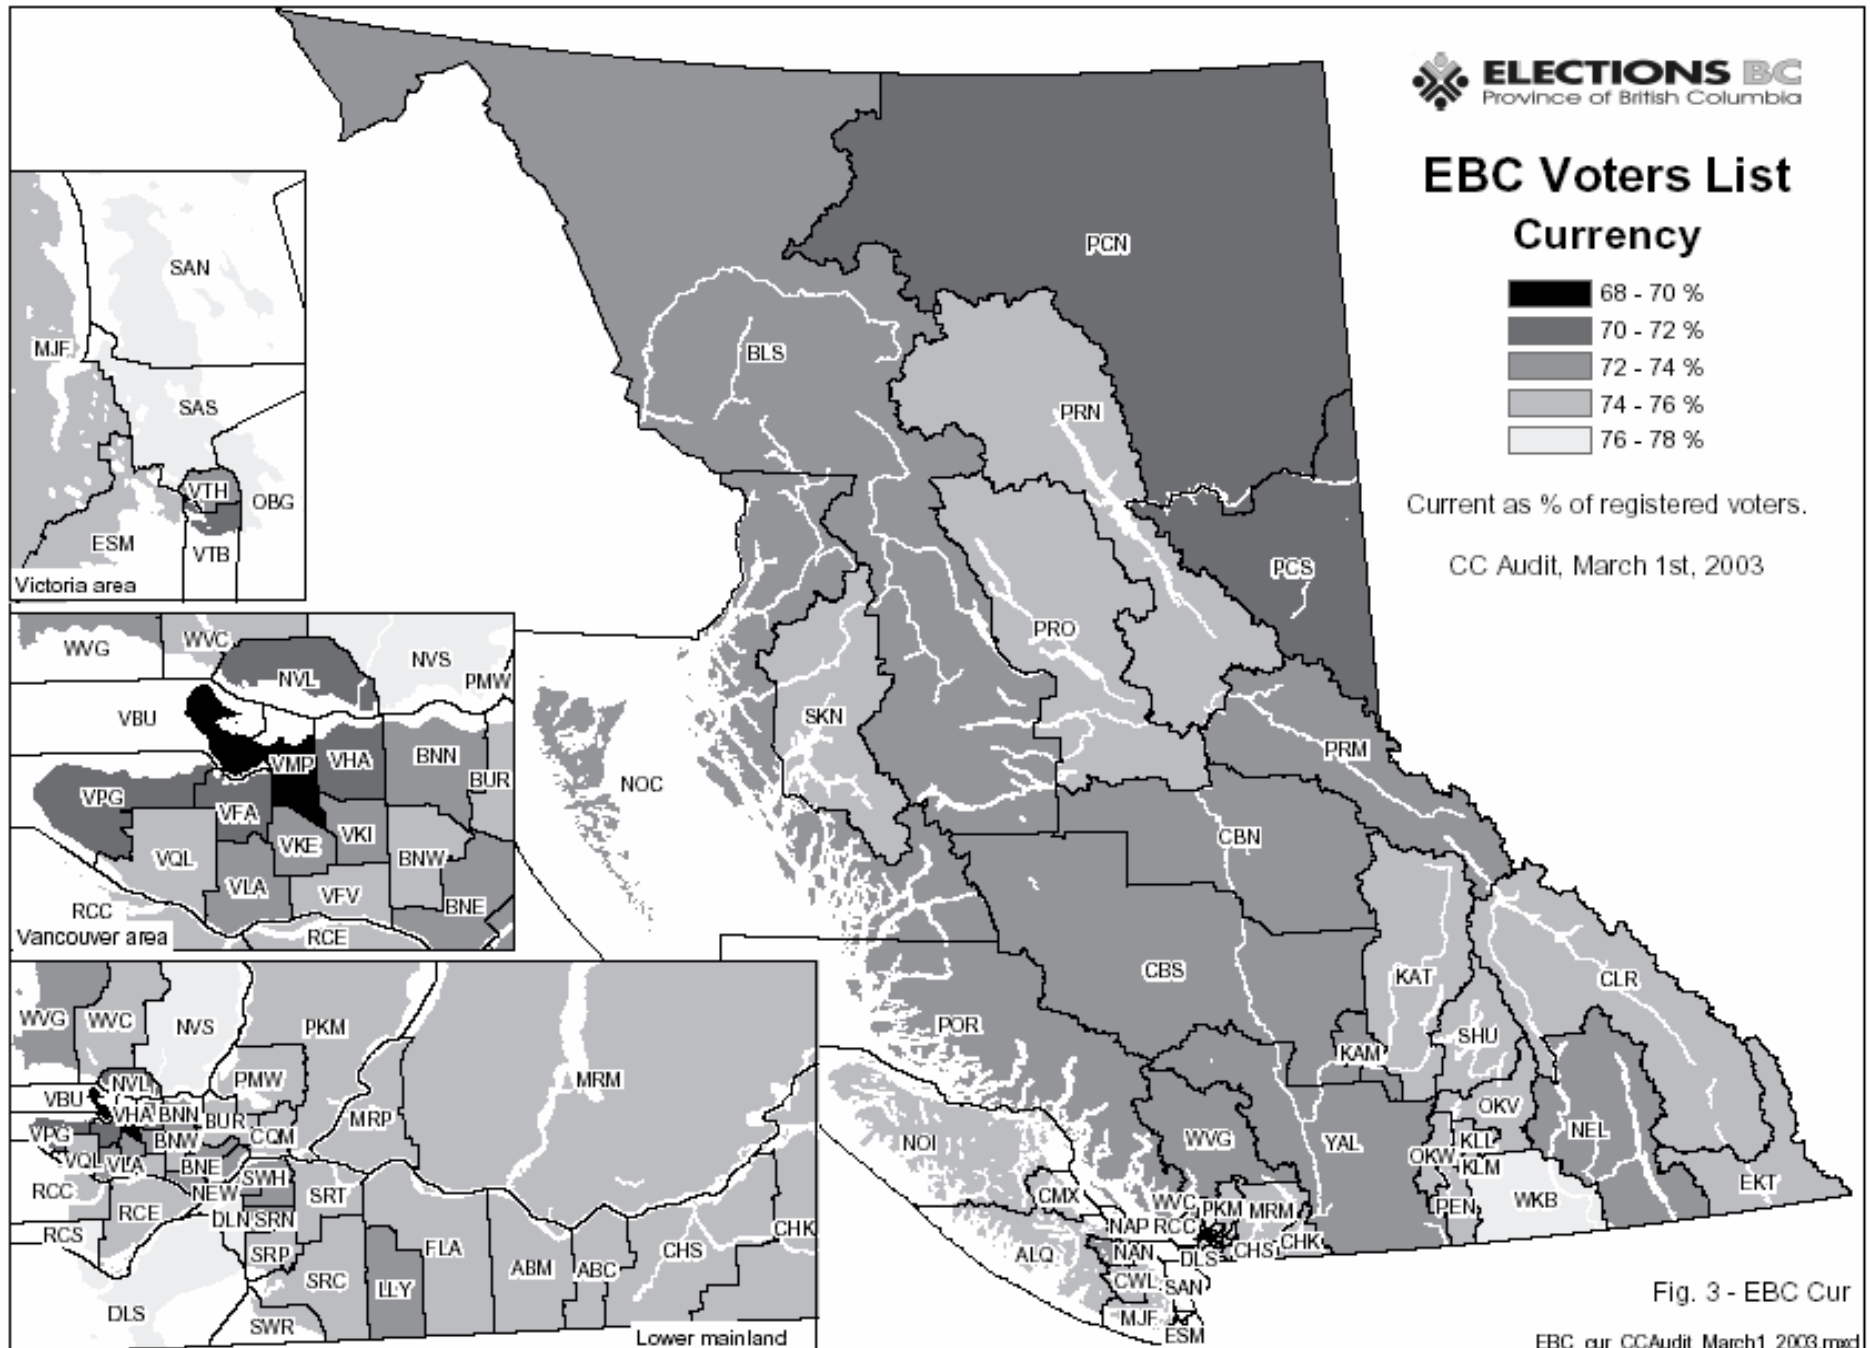 ELECTIONS BC
Province of British Columbia
EBC Voters List
Currency
68 - 70 %
70 - 72 %
72 - 74 %
74 - 76 %
76 - 78 %
Current as % of registered voters.
CC Audit, March 1st, 2003
PCN
BLS
PRN
PCS
PRO
SKN
NOC
PRM
CBN
CBS
KAT
CLR
POR
SHU
KAM
OKV
NEL
NOI
WVG
YAL
KLL
OKW
KLM
CMX
WVC
PKM
MRM
PEN
WKB
EKT
NAP
RCC
ALQ
NAN
DLS
CHS
CHK
CWL
SAN
MJF
ESM
SAN
MJF
SAS
VTH
OBG
ESM
VTB
Victoria area
WVG
WVC
NVS
NVL
PMW
VBU
VMP
VHA
BNN
BUR
VPG
VFA
VKE
VKI
VQL
BNW
VLA
VFV
BNE
RCC
RCE
Vancouver area
WVG
WVC
NVS
PKM
NVL
PMW
MRM
VBU
VHA
BNN
BUR
MRP
VPG
BNW
CQM
VQL
VLA
BNE
SWH
RCC
NEW
SRT
RCE
DLN
SRN
RCS
SRP
FLA
CHS
CHK
SRC
LLY
ABM
ABC
DLS
SWR
Lower mainland
Fig. 3 - EBC Cur
EBC_cur_CCAudit_March1_2003.mxd